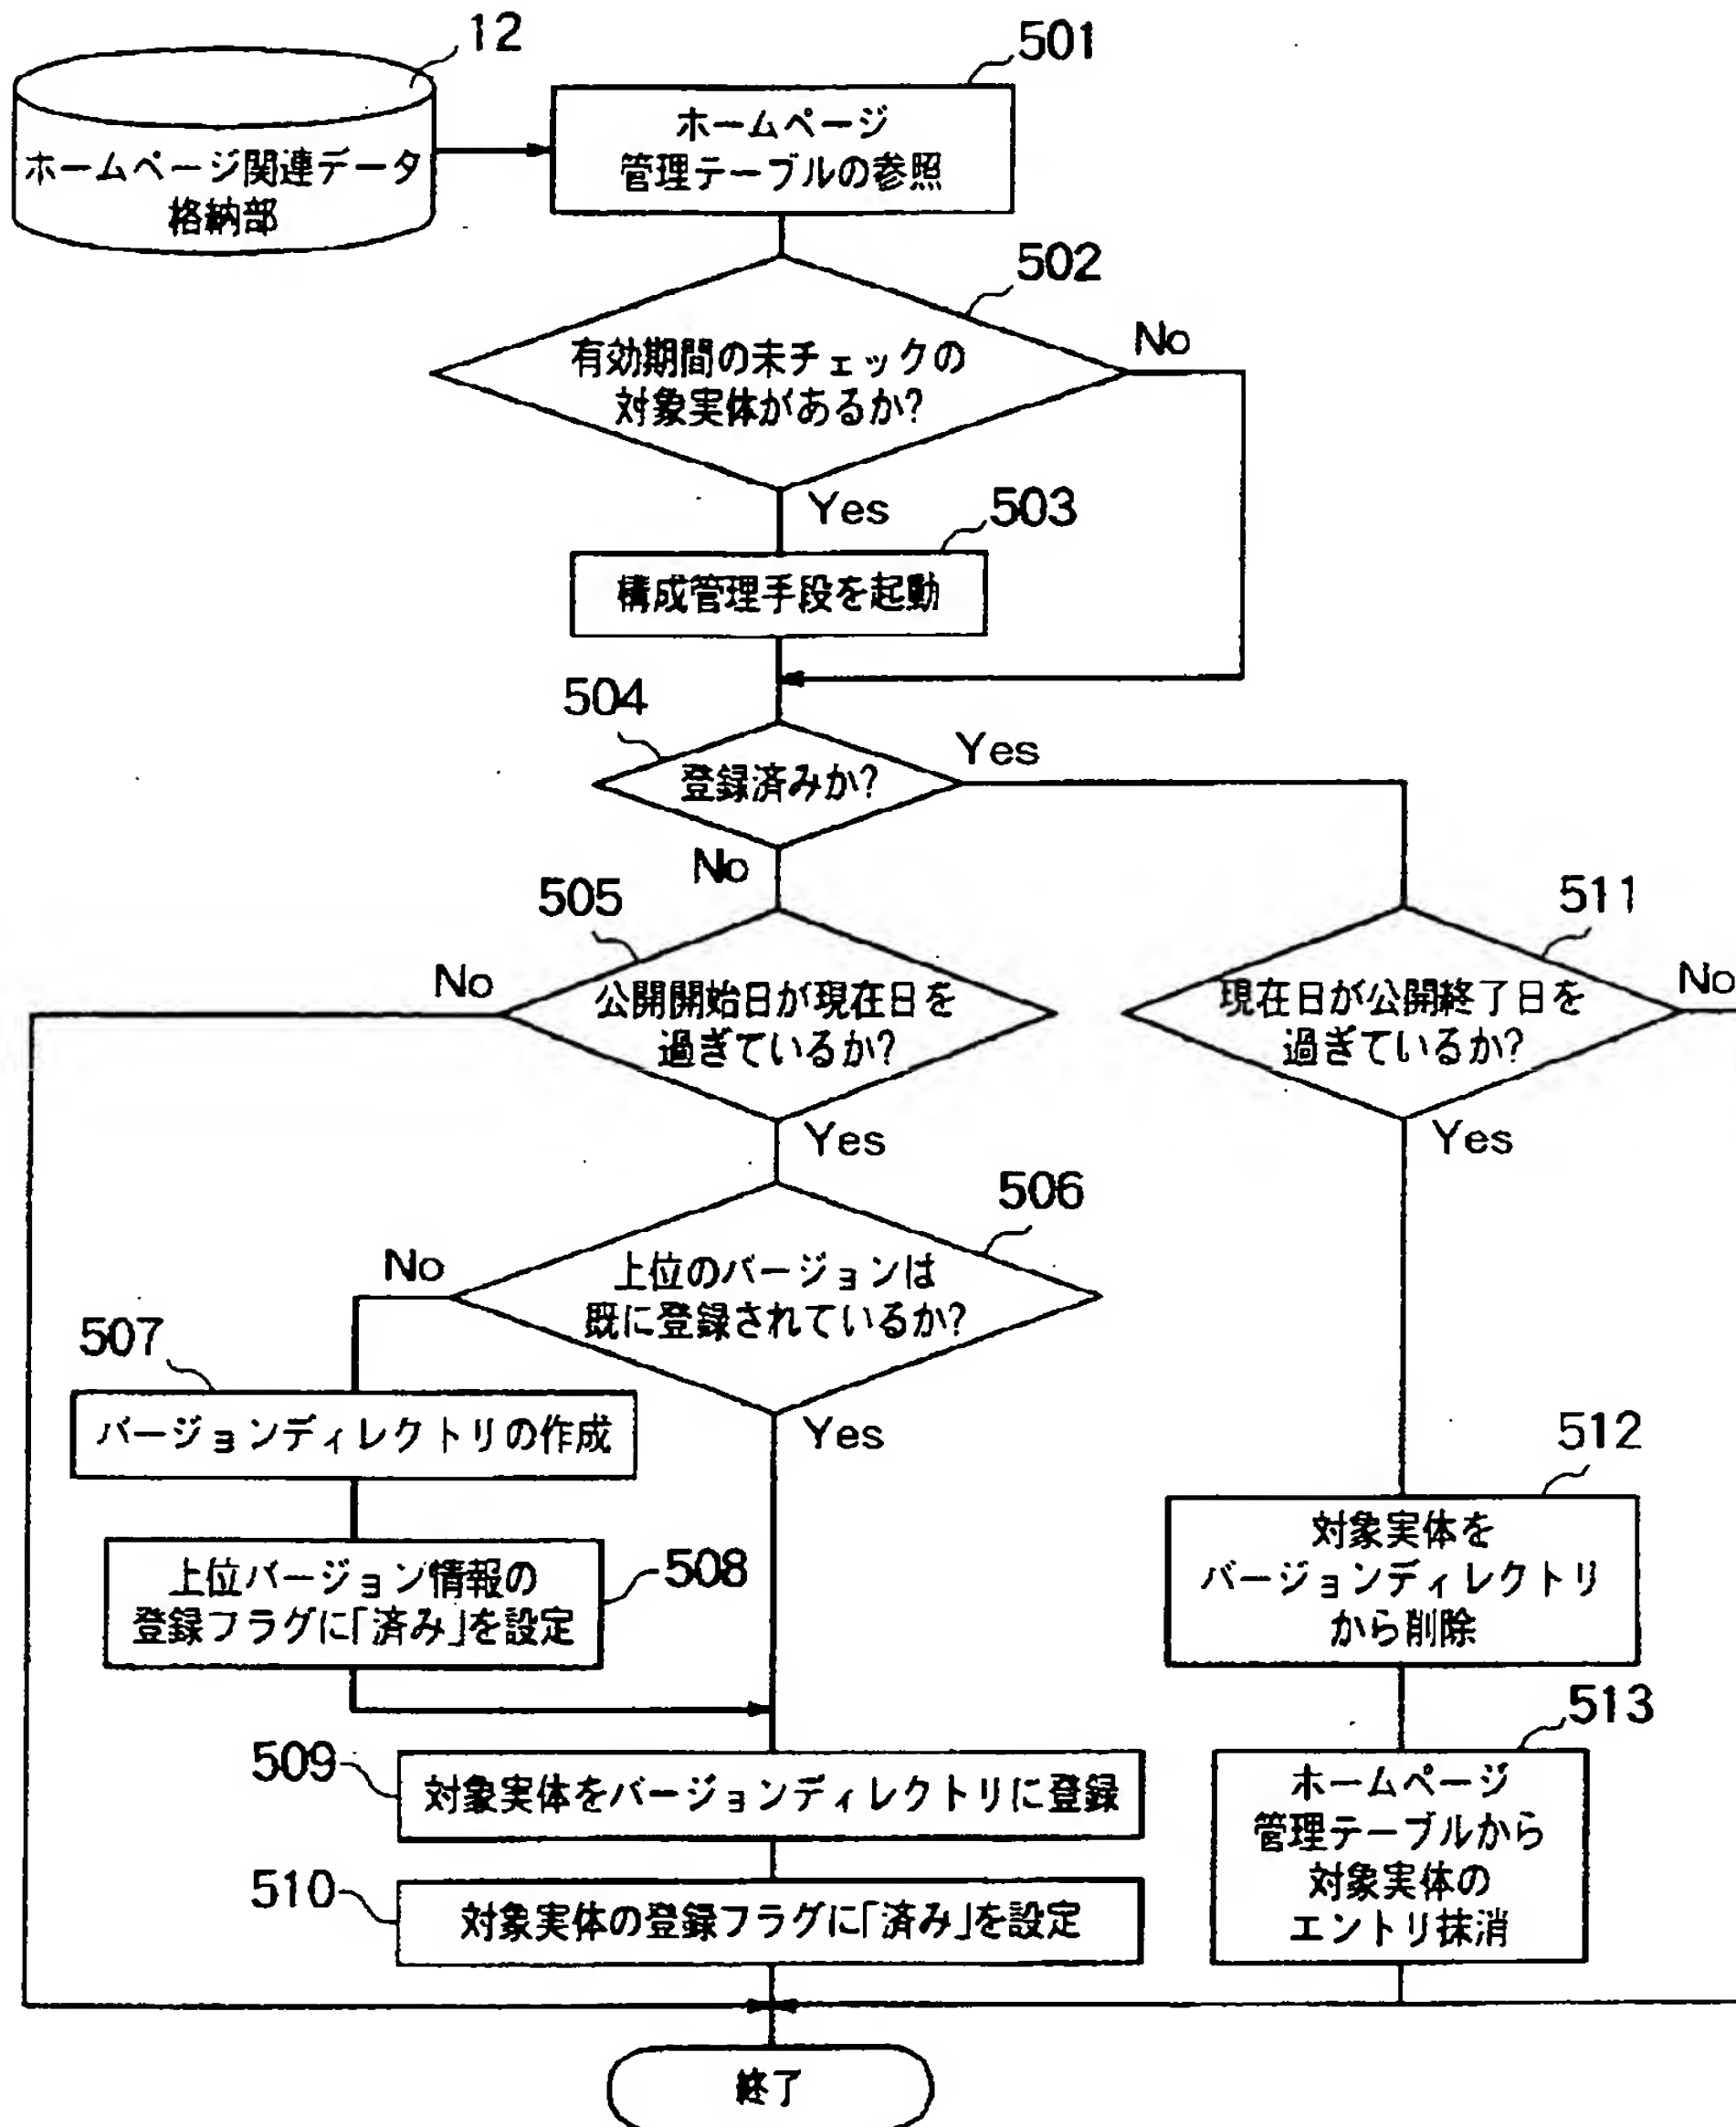 12
ホームページ関連データ
格納部
501
ホームページ
管理テーブルの参照
502
有効期間の未チェックの
対象実体があるか?
No
Yes
503
構成管理手段を起動
504
登録済みか?
Yes
No
505
公開開始日が現在日を
過ぎているか?
No
Yes
511
現在日が公開終了日を
過ぎているか?
No
Yes
506
上位のバージョンは
既に登録されているか?
No
Yes
507
バージョンディレクトリの作成
508
上位バージョン情報の
登録フラグに「済み」を設定
512
対象実体を
バージョンディレクトリ
から削除
509
対象実体をバージョンディレクトリに登録
513
ホームページ
管理テーブルから
対象実体の
エントリ抹消
510
対象実体の登録フラグに「済み」を設定
終了